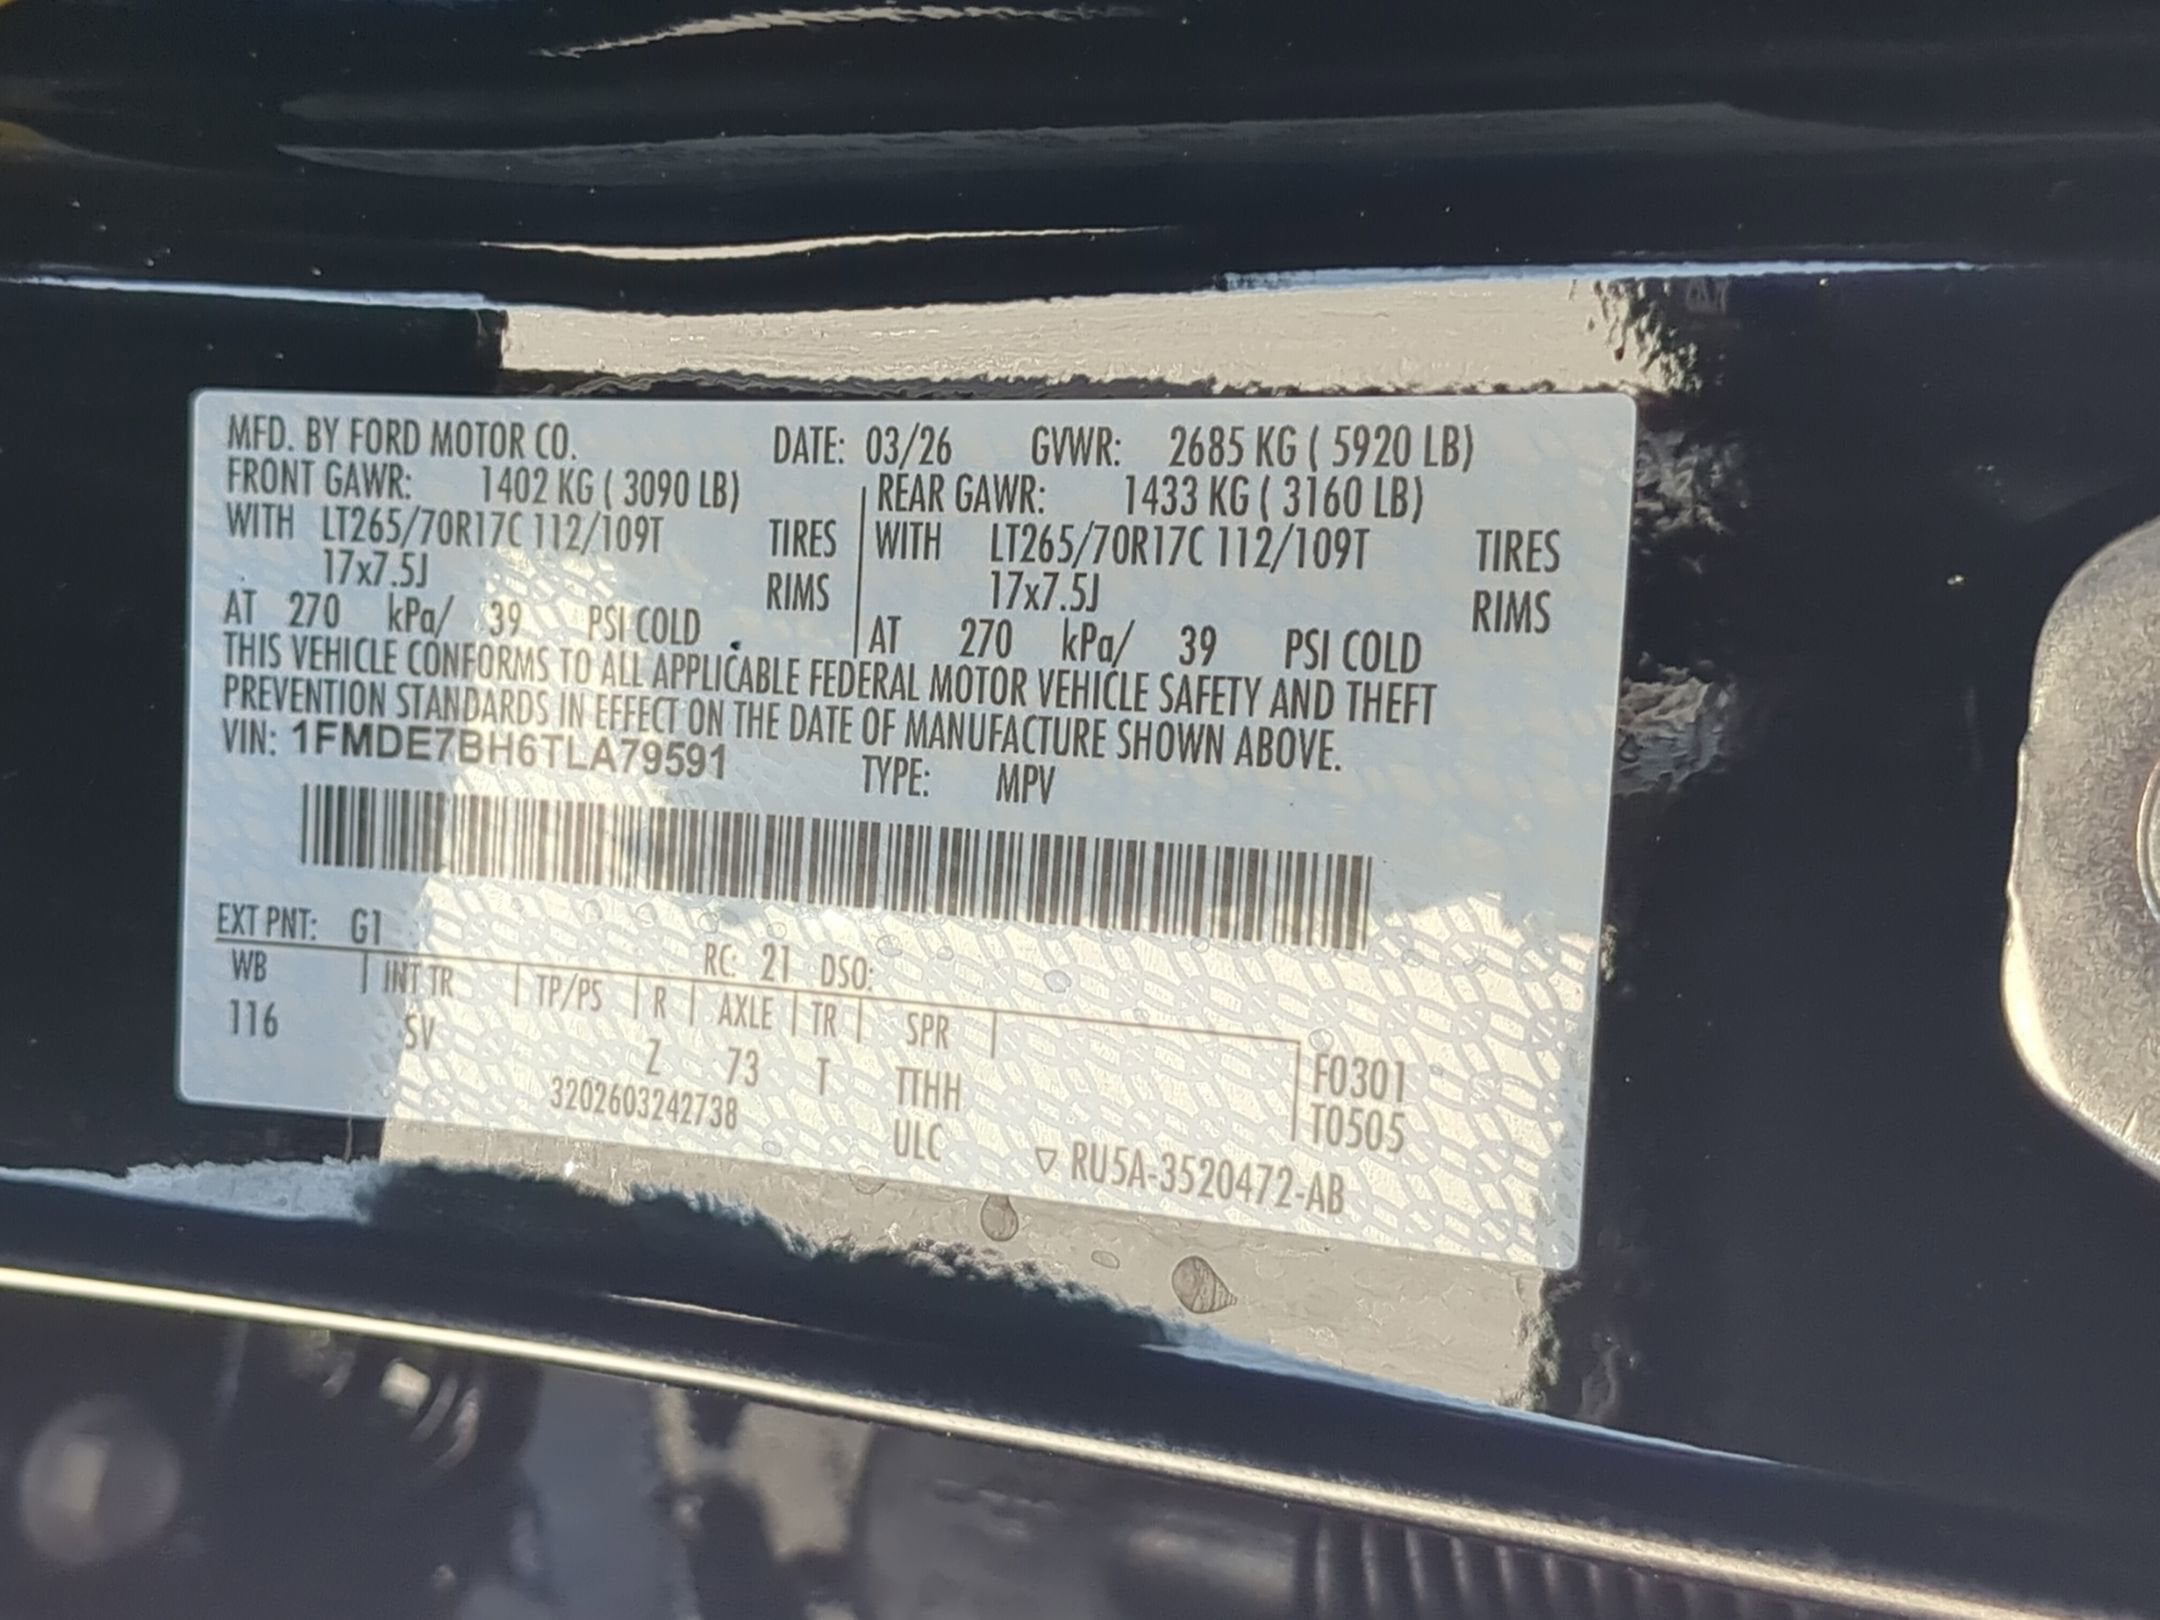 MFD. BY FORD MOTOR CO. DATE: 03/26 GVWR: 2685 KG ( 5920 LB)
FRONT GAWR: 1402 KG ( 3090 LB) REAR GAWR: 1433 KG ( 3160 LB)
WITH LT265/70R17C 112/109T TIRES WITH LT265/70R17C 112/109T TIRES
17x7.5J RIMS 17x7.5J RIMS
AT 270 kPa/ 39 PSI COLD AT 270 kPa/ 39 PSI COLD
THIS VEHICLE CONFORMS TO ALL APPLICABLE FEDERAL MOTOR VEHICLE SAFETY AND THEFT
PREVENTION STANDARDS IN EFFECT ON THE DATE OF MANUFACTURE SHOWN ABOVE.
VIN: 1FMDE7BH6TLA79591 TYPE: MPV
EXT PNT: G1 RC: 21 DSO:
WB INT TR TP/PS R AXLE TR SPR
116 SV Z 73 T TTHH F0301
3202603242738 ULC T0505
▽ RU5A-3520472-AB